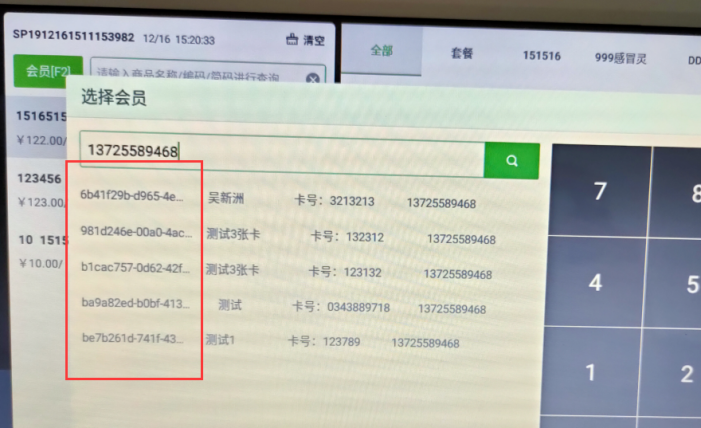 SP1912161511153982 12/16 15:20:33 清空
全部 套餐 151516 999感冒灵 DD
会员[F2] 请输入商品名称/编码/简码进行查询
选择会员
1516515
￥122.00/
13725589468
7 8
123456
￥123.00/
6b41f29b-d965-4e... 吴新洲 卡号：3213213 13725589468
981d246e-00a0-4ac... 测试3张卡 卡号：132312 13725589468
10 1515
￥10.00/
b1cac757-0d62-42f... 测试3张卡 卡号：123132 13725589468
4 5
ba9a82ed-b0bf-413... 测试 卡号：0343889718 13725589468
be7b261d-741f-43... 测试1 卡号：123789 13725589468
1 2